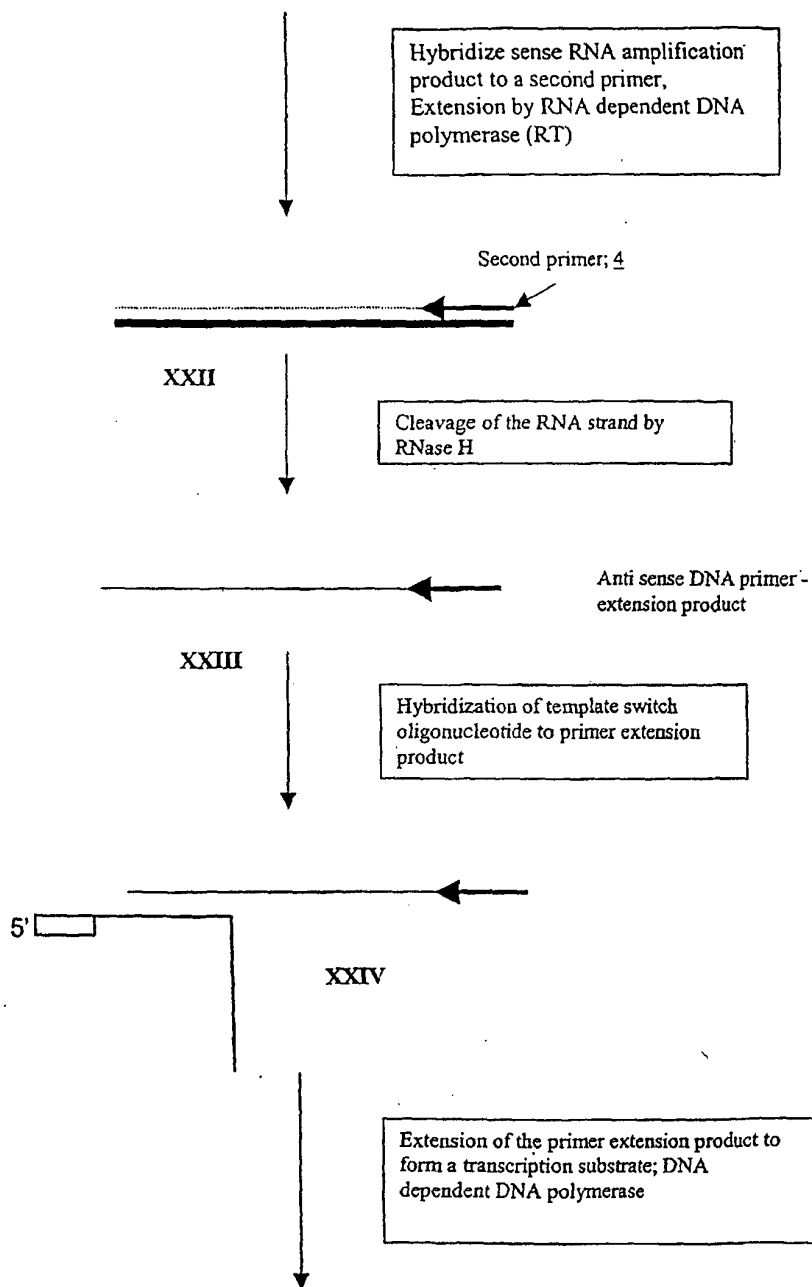 Hybridize sense RNA amplification
product to a second primer,
Extension by RNA dependent DNA
polymerase (RT)
Second primer; 4
XXII
Cleavage of the RNA strand by
RNase H
Anti sense DNA primer-
extension product
XXIII
Hybridization of template switch
oligonucleotide to primer extension
product
5'
XXIV
Extension of the primer extension product to
form a transcription substrate; DNA
dependent DNA polymerase